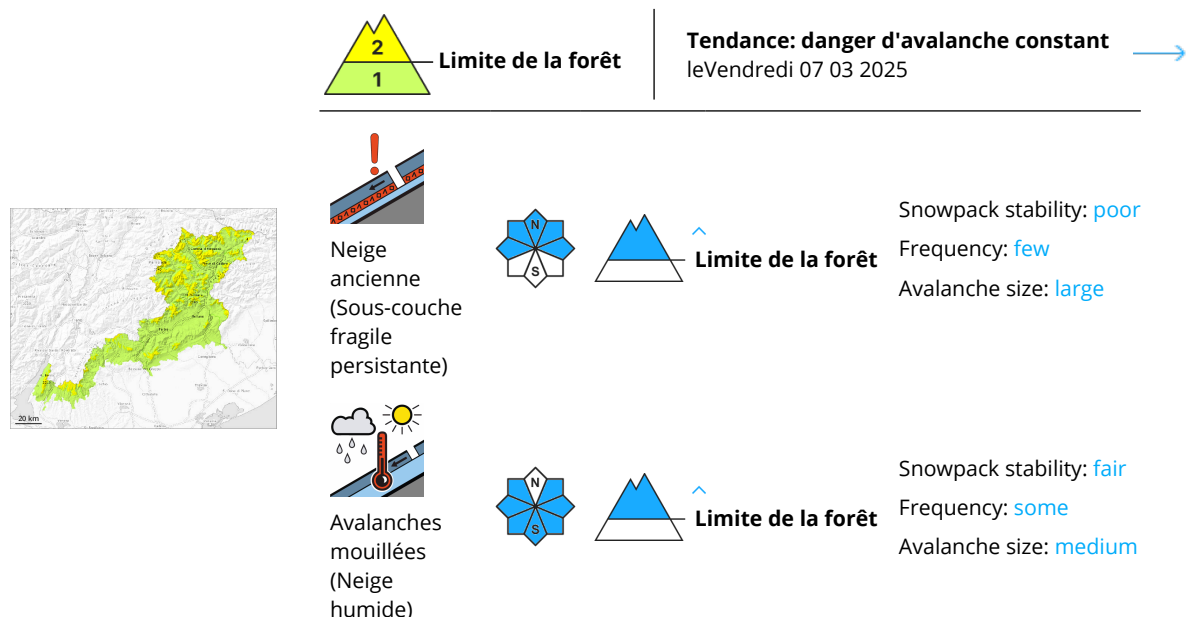 2
1
Limite de la forêt
Tendance: danger d'avalanche constant
leVendredi 07 03 2025
20 km
Neige
ancienne
(Sous-couche
fragile
persistante)
N
S
Limite de la forêt
Snowpack stability: poor
Frequency: few
Avalanche size: large
Avalanches
mouillées
(Neige
humide)
N
S
Limite de la forêt
Snowpack stability: fair
Frequency: some
Avalanche size: medium